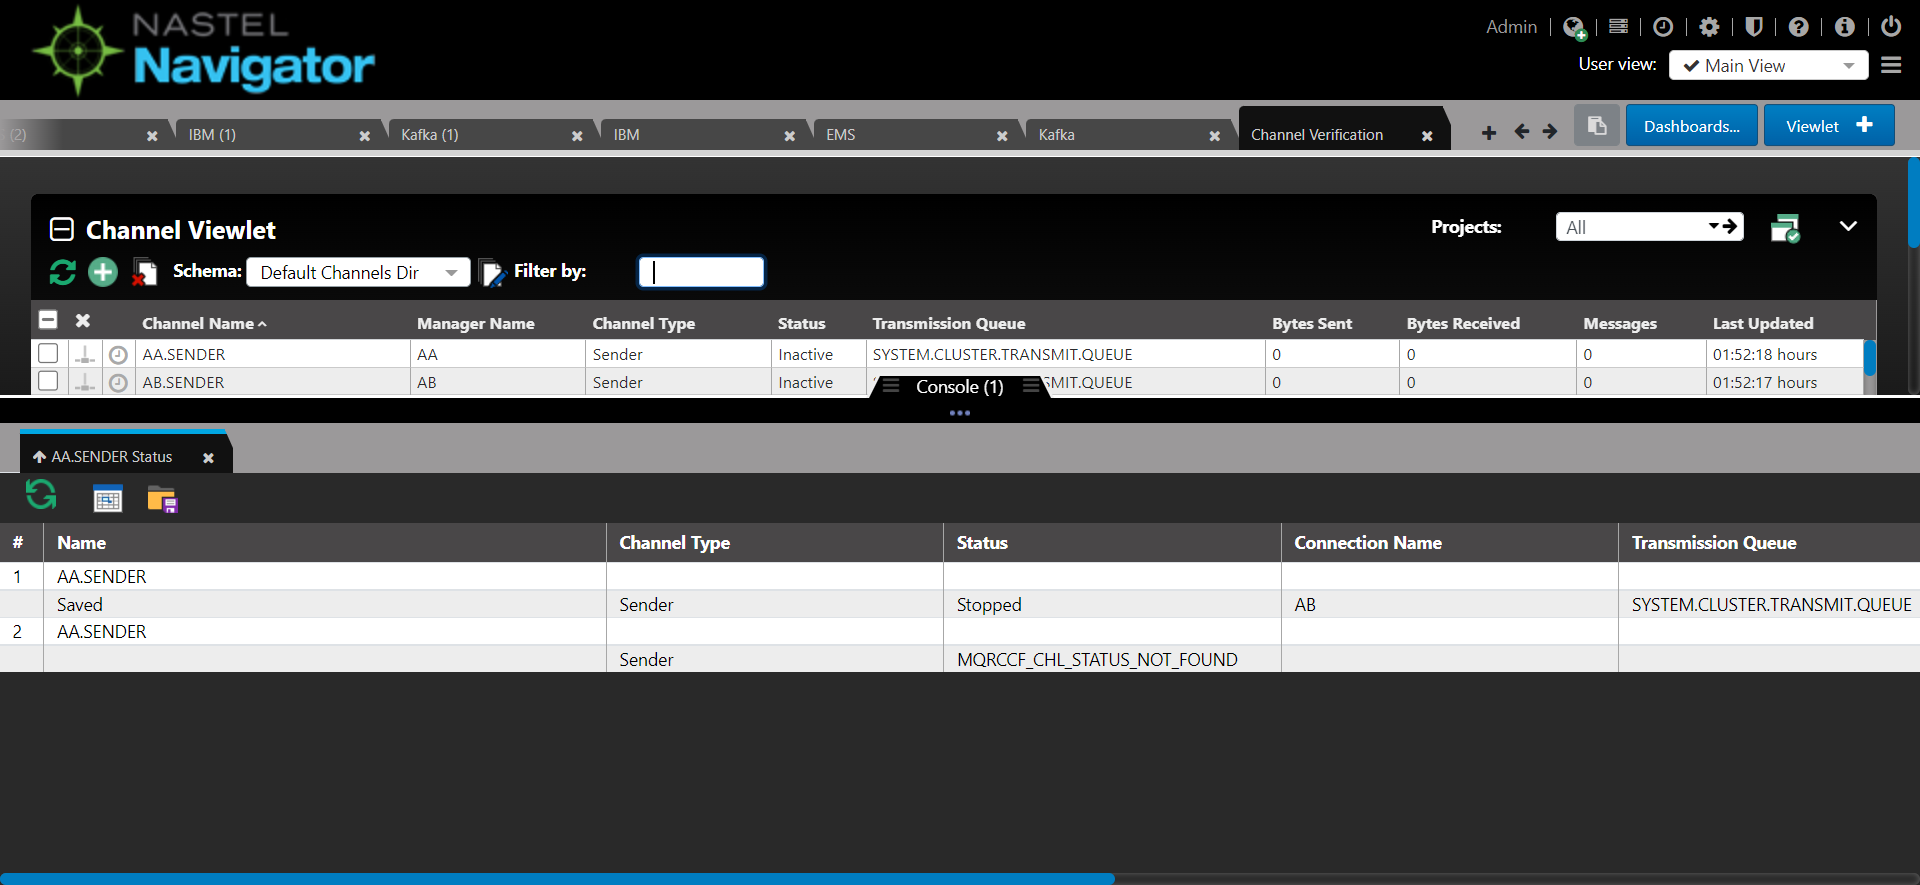 NASTEL
Navigator
Admin
User view: Main View
(2) IBM (1) Kafka (1) IBM EMS Kafka Channel Verification Dashboards... Viewlet
Channel Viewlet Projects: All
Schema: Default Channels Dir Filter by:
Channel Name Manager Name Channel Type Status Transmission Queue Bytes Sent Bytes Received Messages Last Updated
AA.SENDER AA Sender Inactive SYSTEM.CLUSTER.TRANSMIT.QUEUE 0 0 0 01:52:18 hours
AB.SENDER AB Sender Inactive SMIT.QUEUE 0 0 0 01:52:17 hours
Console (1)
AA.SENDER Status
# Name Channel Type Status Connection Name Transmission Queue
1 AA.SENDER
Saved Sender Stopped AB SYSTEM.CLUSTER.TRANSMIT.QUEUE
2 AA.SENDER
Sender MQRCCF_CHL_STATUS_NOT_FOUND